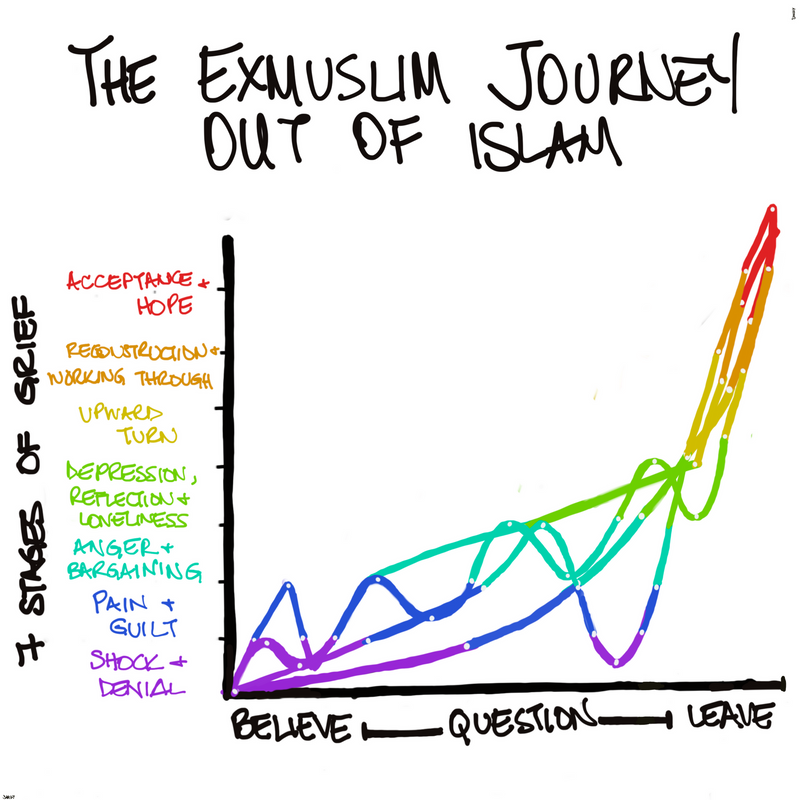 THE EXMUSLIM JOURNEY
OUT OF ISLAM
7 STAGES OF GRIEF
ACCEPTANCE +
HOPE
RECONSTRUCTION +
WORKING THROUGH
UPWARD
TURN
DEPRESSION,
REFLECTION +
LONELINESS
ANGER +
BARGAINING
PAIN +
GUILT
SHOCK +
DENIAL
BELIEVE QUESTION LEAVE